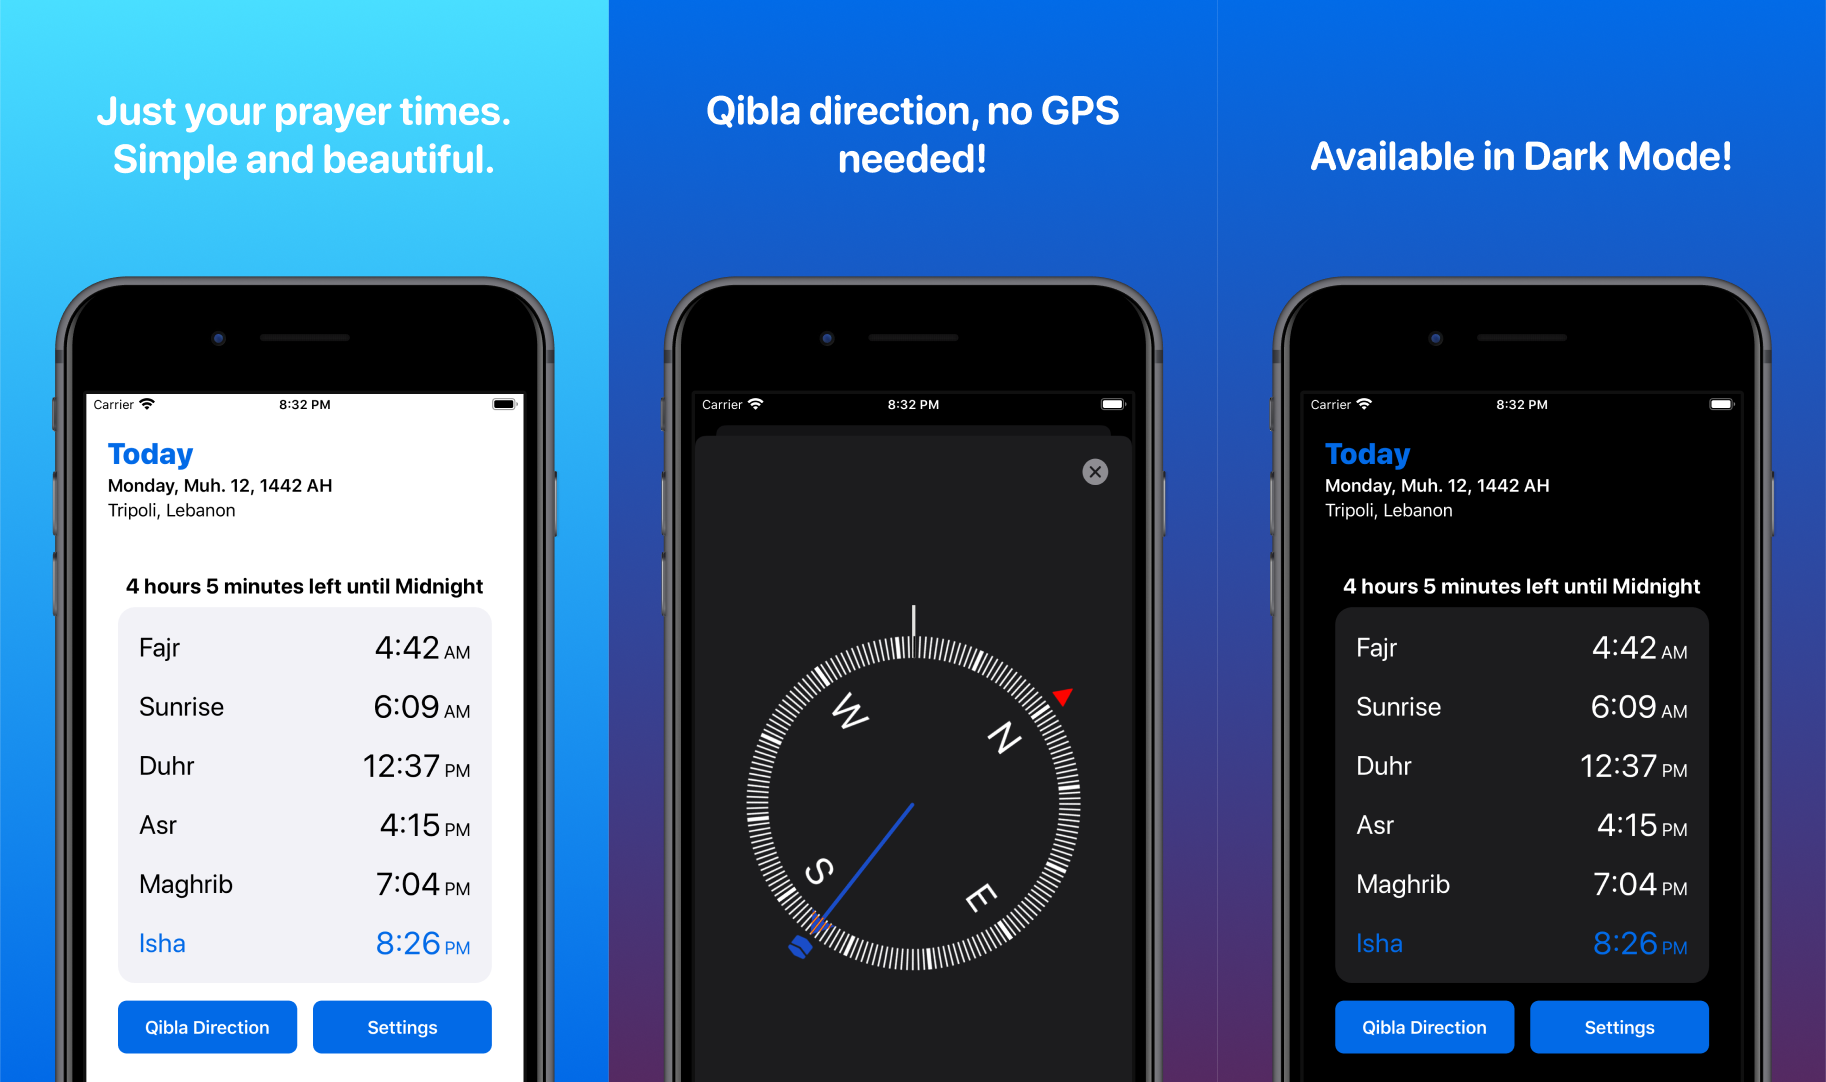 Just your prayer times.
Simple and beautiful.
Carrier 8:32 PM
Today
Monday, Muh. 12, 1442 AH
Tripoli, Lebanon
4 hours 5 minutes left until Midnight
Fajr 4:42 AM
Sunrise 6:09 AM
Duhr 12:37 PM
Asr 4:15 PM
Maghrib 7:04 PM
Isha 8:26 PM
Qibla Direction Settings
Qibla direction, no GPS
needed!
Carrier 8:32 PM
W
N
S
E
Available in Dark Mode!
Carrier 8:32 PM
Today
Monday, Muh. 12, 1442 AH
Tripoli, Lebanon
4 hours 5 minutes left until Midnight
Fajr 4:42 AM
Sunrise 6:09 AM
Duhr 12:37 PM
Asr 4:15 PM
Maghrib 7:04 PM
Isha 8:26 PM
Qibla Direction Settings